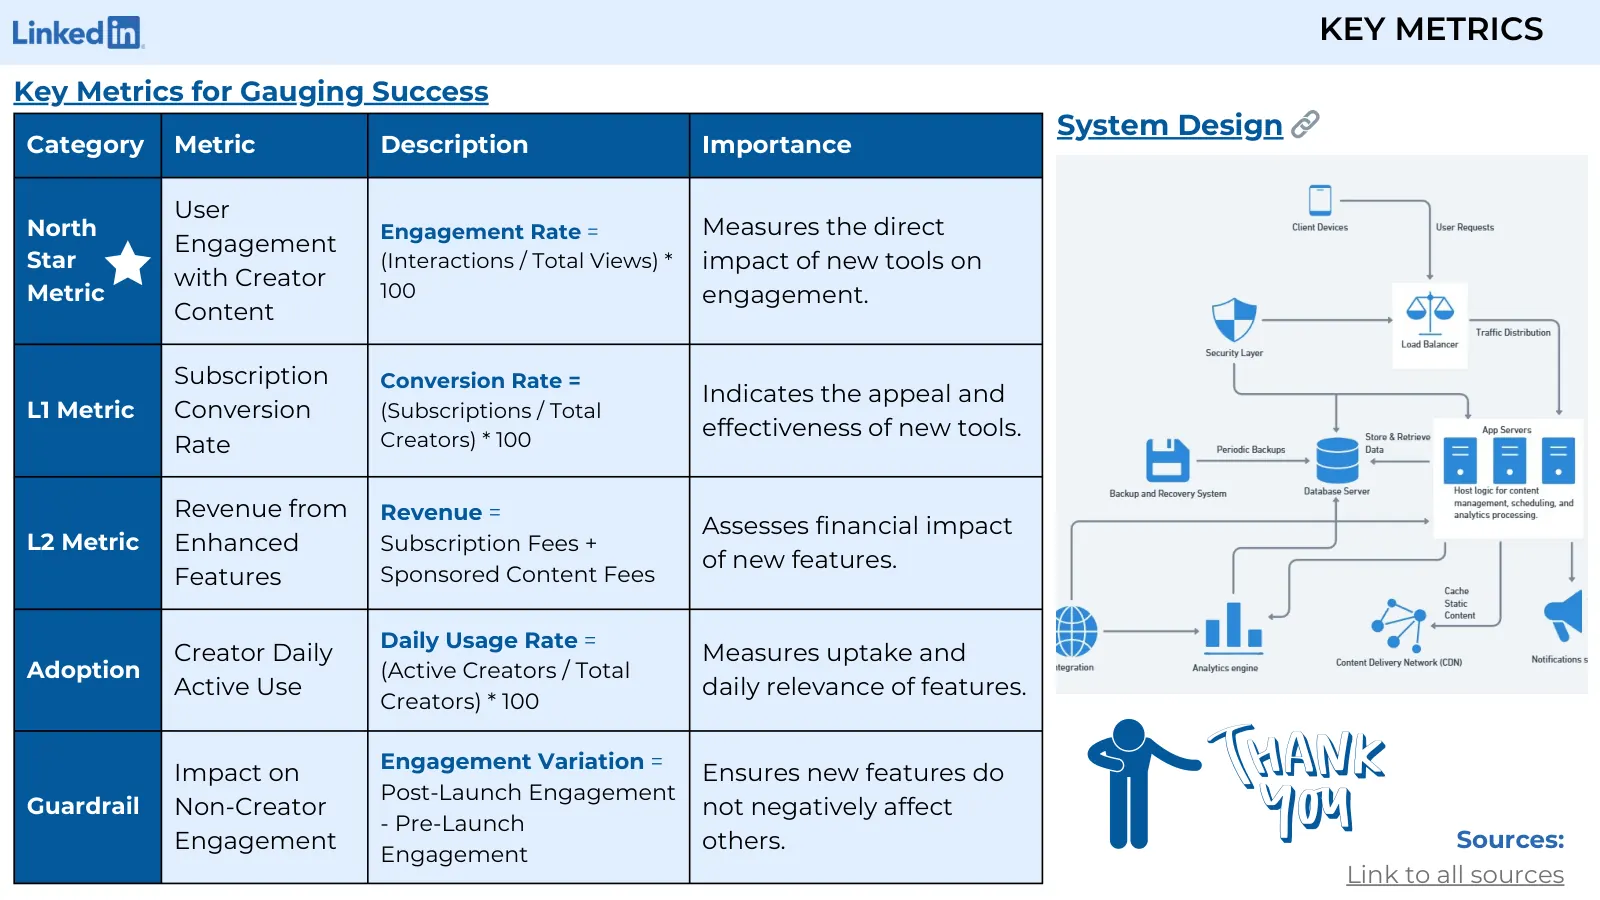 LinkedIn
KEY METRICS
Key Metrics for Gauging Success
Category
Metric
Description
Importance
North
Star
Metric
User
Engagement
with Creator
Content
Engagement Rate =
(Interactions / Total Views) *
100
Measures the direct
impact of new tools on
engagement.
L1 Metric
Subscription
Conversion
Rate
Conversion Rate =
(Subscriptions / Total
Creators) * 100
Indicates the appeal and
effectiveness of new tools.
L2 Metric
Revenue from
Enhanced
Features
Revenue =
Subscription Fees +
Sponsored Content Fees
Assesses financial impact
of new features.
Adoption
Creator Daily
Active Use
Daily Usage Rate =
(Active Creators / Total
Creators) * 100
Measures uptake and
daily relevance of features.
Guardrail
Impact on
Non-Creator
Engagement
Engagement Variation =
Post-Launch Engagement
- Pre-Launch
Engagement
Ensures new features do
not negatively affect
others.
System Design
Client Devices
User Requests
Security Layer
Load Balancer
Traffic Distribution
App Servers
Host logic for content
management, scheduling, and
analytics processing.
Store & Retrieve
Data
Periodic Backups
Backup and Recovery System
Database Server
Cache
Static
Content
ntegration
Analytics engine
Content Delivery Network (CDN)
Notifications s
THANK
YOU
Sources:
Link to all sources